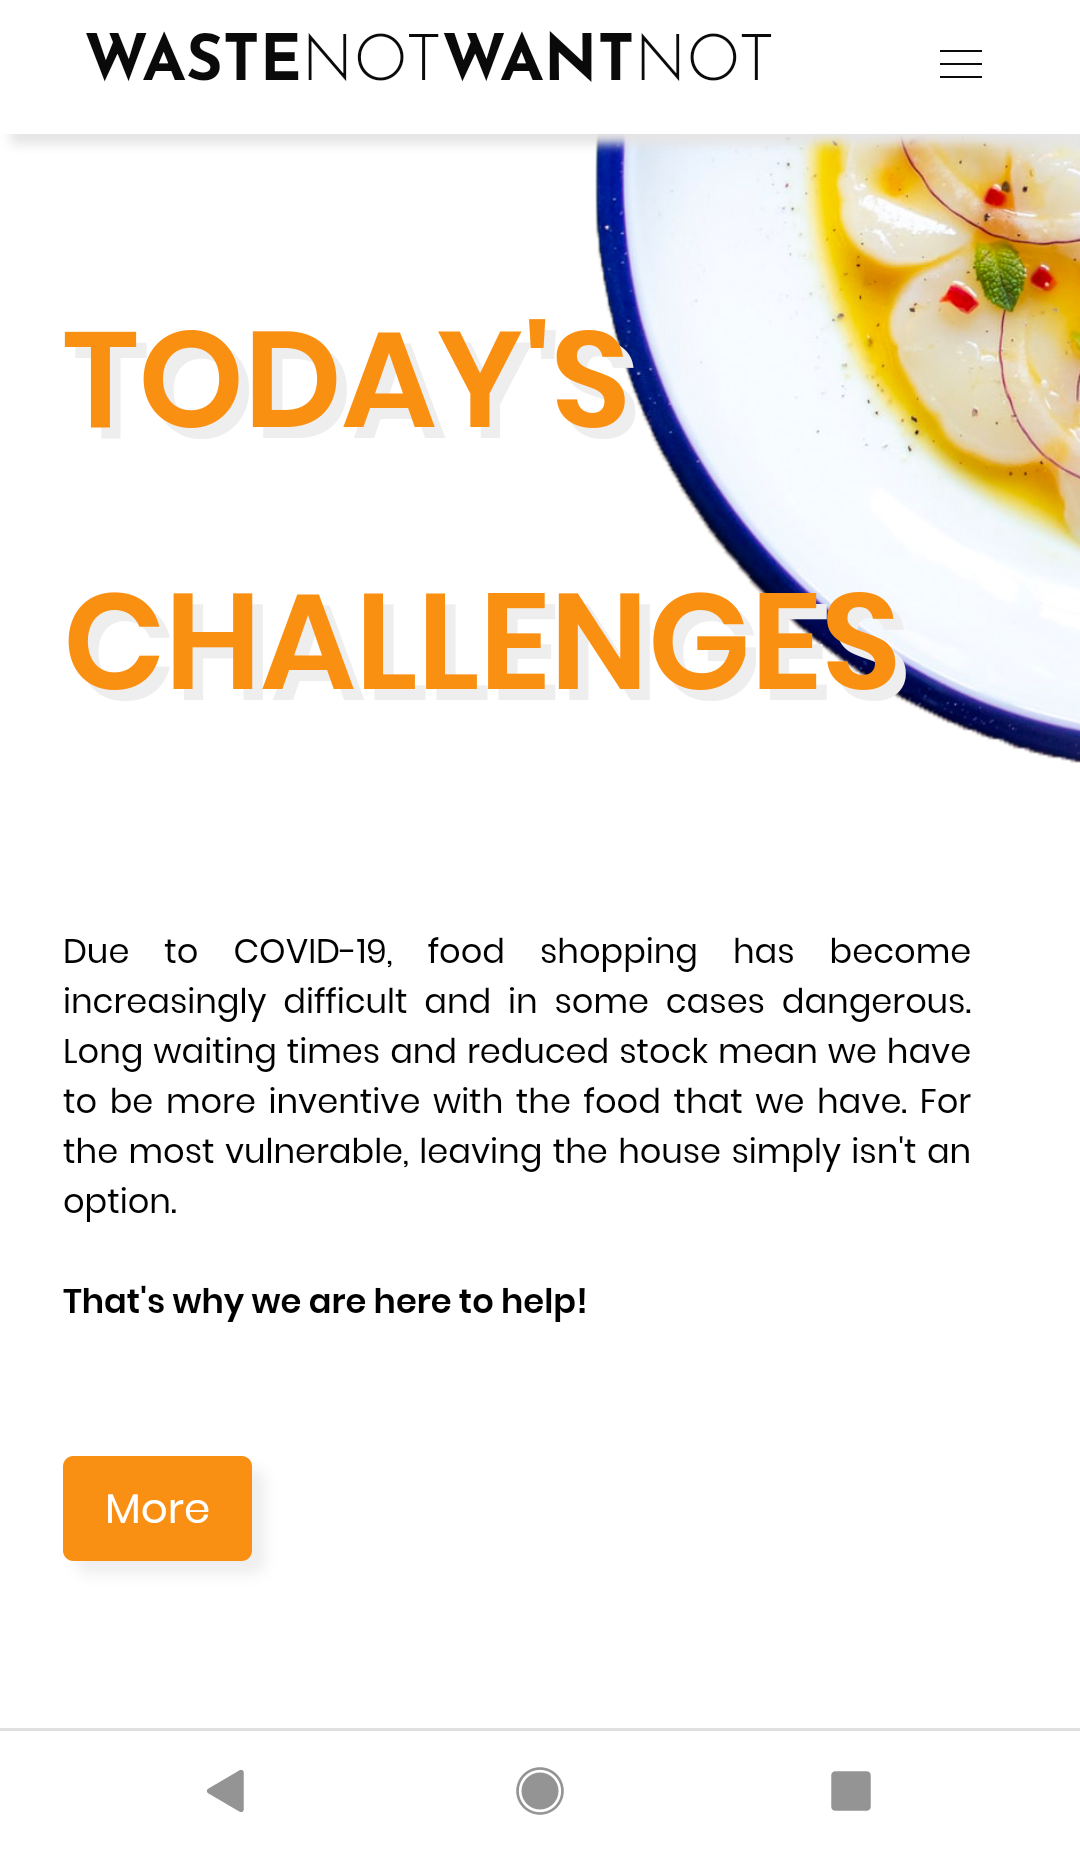 WASTENOTWANTNOT
TODAY'S
CHALLENGES
Due to COVID-19, food shopping has become
increasingly difficult and in some cases dangerous.
Long waiting times and reduced stock mean we have
to be more inventive with the food that we have. For
the most vulnerable, leaving the house simply isn't an
option.
That's why we are here to help!
More